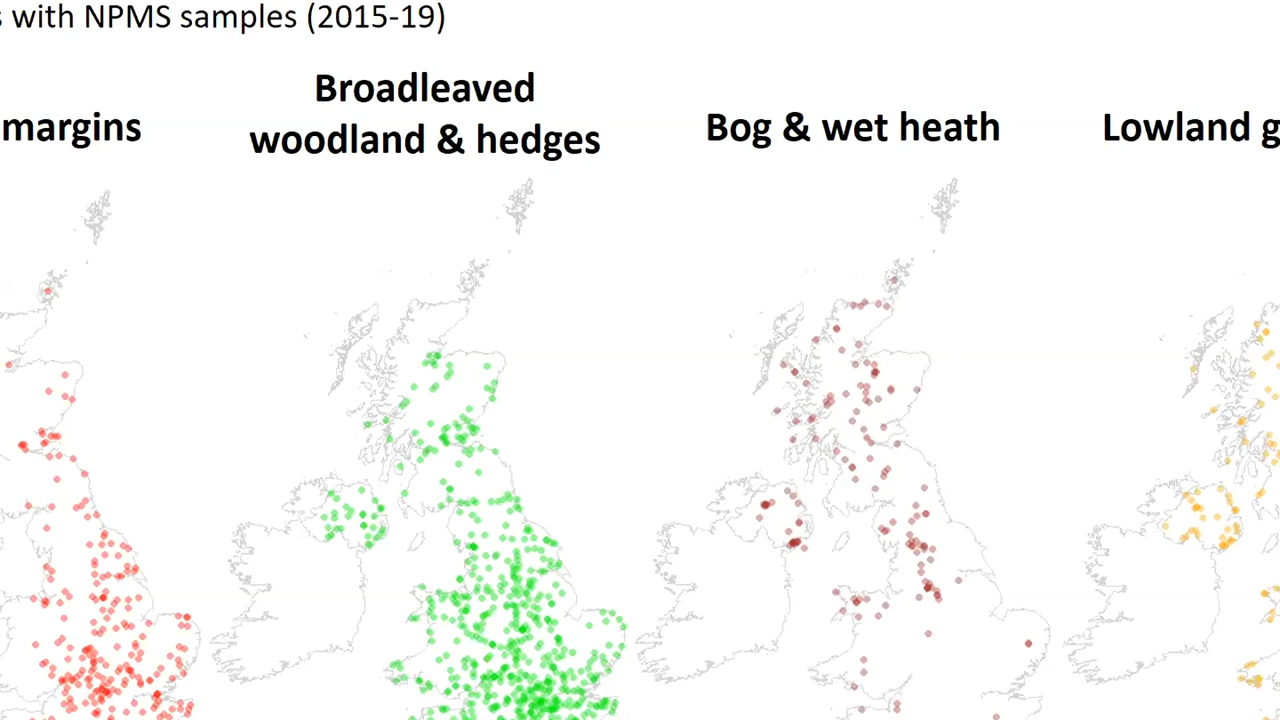 s with NPMS samples (2015-19)
margins
Broadleaved
woodland & hedges
Bog & wet heath
Lowland g